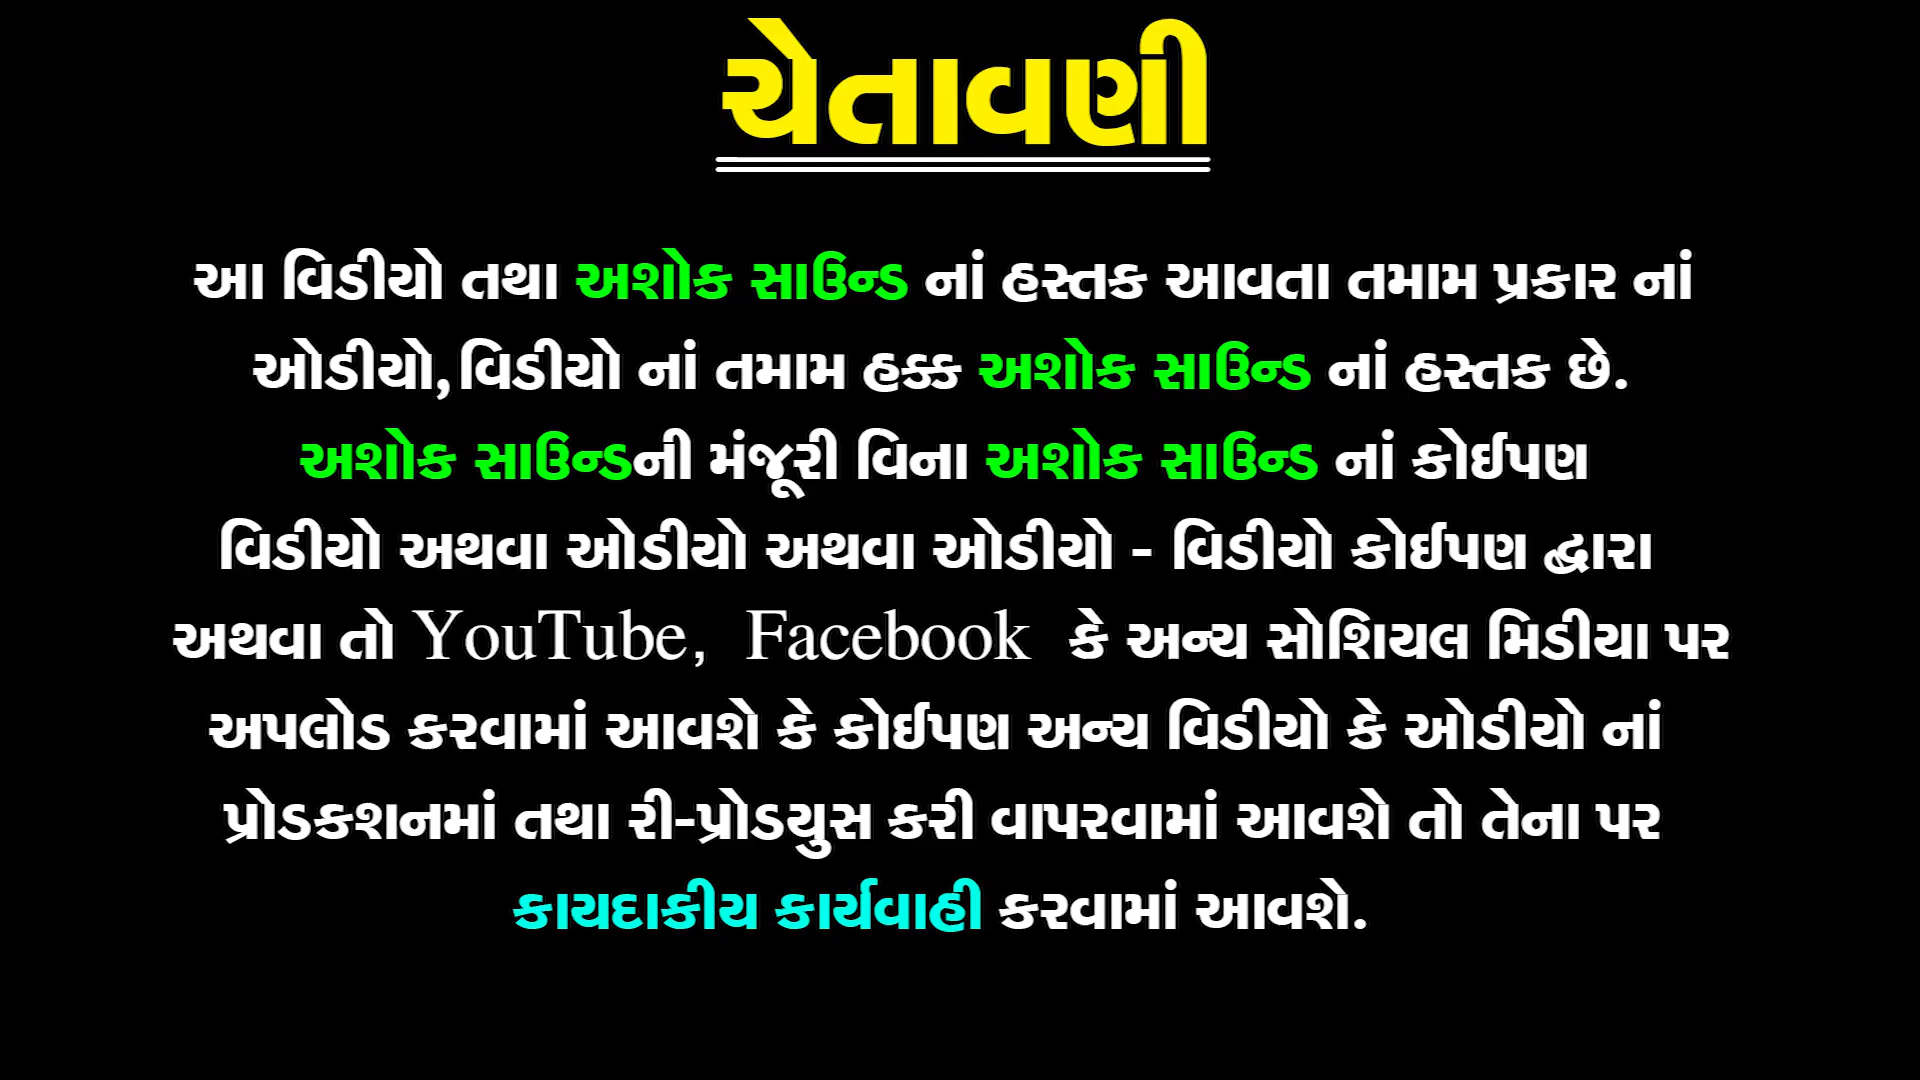 ચેતાવણી
આ વિડીયો તથા અશોક સાઉન્ડ નાં હસ્તક આવતા તમામ પ્રકાર નાં
ઓડીયો,વિડીયો નાં તમામ હક્ક અશોક સાઉન્ડ નાં હસ્તક છે.
અશોક સાઉન્ડની મંજૂરી વિના અશોક સાઉન્ડ નાં કોઈપણ
વિડીયો અથવા ઓડીયો અથવા ઓડીયો - વિડીયો કોઈપણ દ્વારા
અથવા તો YouTube, Facebook કે અન્ય સોશિયલ મિડીયા પર
અપલોડ કરવામાં આવશે કે કોઈપણ અન્ય વિડીયો કે ઓડીયો નાં
પ્રોડકશનમાં તથા રી-પ્રોડયુસ કરી વાપરવામાં આવશે તો તેના પર
કાયદાકીય કાર્યવાહી કરવામાં આવશે.